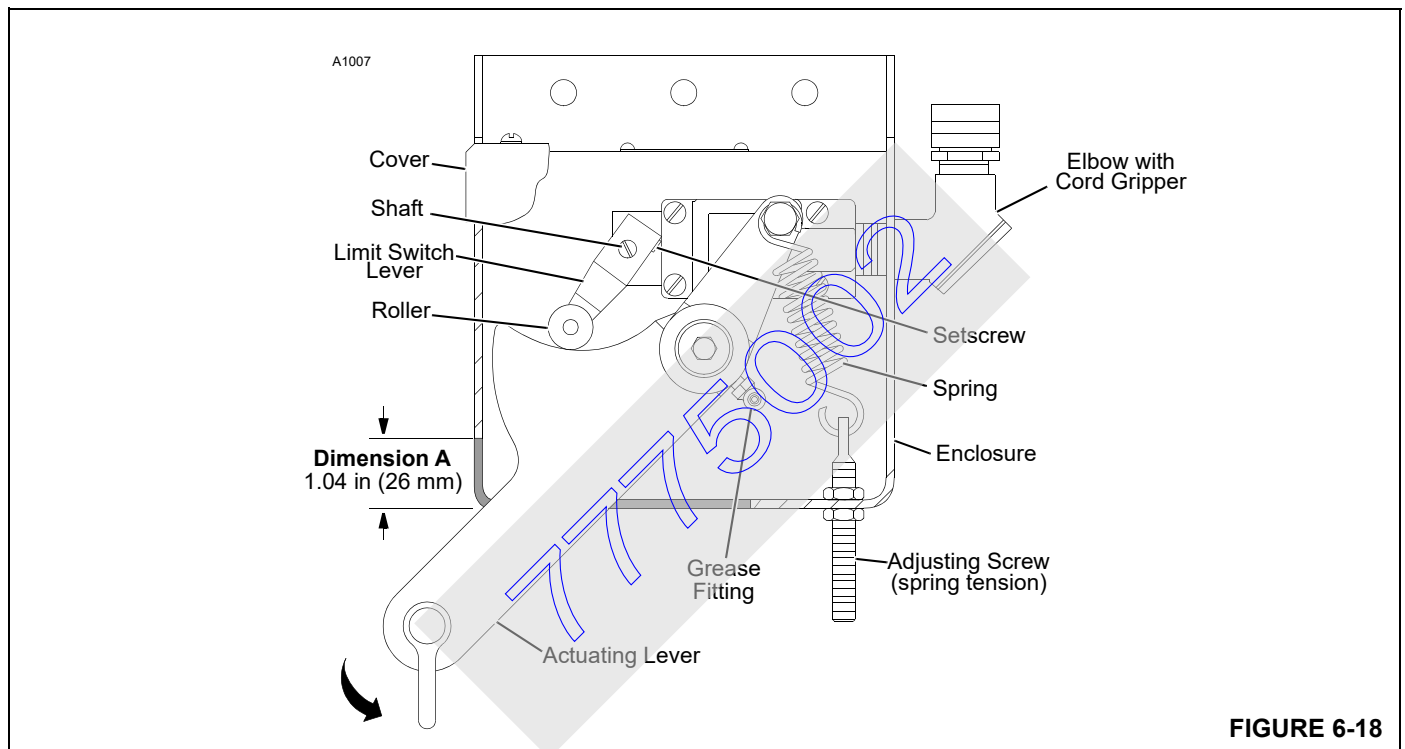 A1007
Cover
Shaft
Limit Switch
Lever
Roller
Dimension A
1.04 in (26 mm)
Elbow with
Cord Gripper
Setscrew
Spring
Enclosure
Adjusting Screw
(spring tension)
Grease
Fitting
Actuating Lever
7775002
FIGURE 6-18